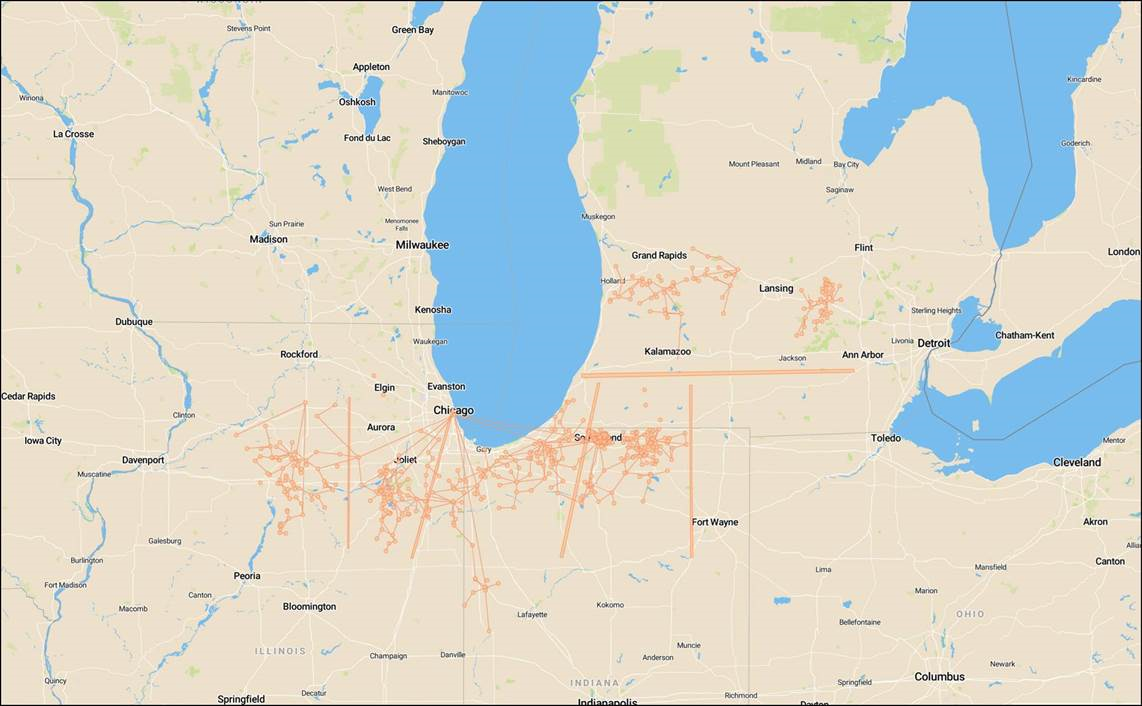 Stevens Point
Green Bay
Appleton
Manitowoc
Kincardine
Winona
Oshkosh
La Crosse
Fond du Lac
Sheboygan
Goderich
Mount Pleasant
Midland
Bay City
West Bend
Saginaw
Muskegon
Sun Prairie
Menomonee
Falls
Madison
Milwaukee
Flint
London
Grand Rapids
Holland
Lansing
Kenosha
Sterling Heights
Dubuque
Chatham-Kent
Waukegan
Livonia
Detroit
Rockford
Kalamazoo
Jackson
Ann Arbor
Elgin
Evanston
Cedar Rapids
Chicago
Clinton
Aurora
Iowa City
Toledo
Mentor
Gary
Davenport
Joliet
Cleveland
Muscatine
Fort Wayne
Akron
Galesburg
Burlington
Canton
Lima
Mansfield
Peoria
Fort Madison
Canton
Marion
Macomb
Bloomington
Kokomo
Lafayette
OHIO
Bellefontaine
Muncie
ILLINOIS
Champaign
Danville
Anderson
Newark
Quincy
INDIANA
Springfield
Columbus
Decatur
Richmond
Springfield
Indianapolis
Dayton